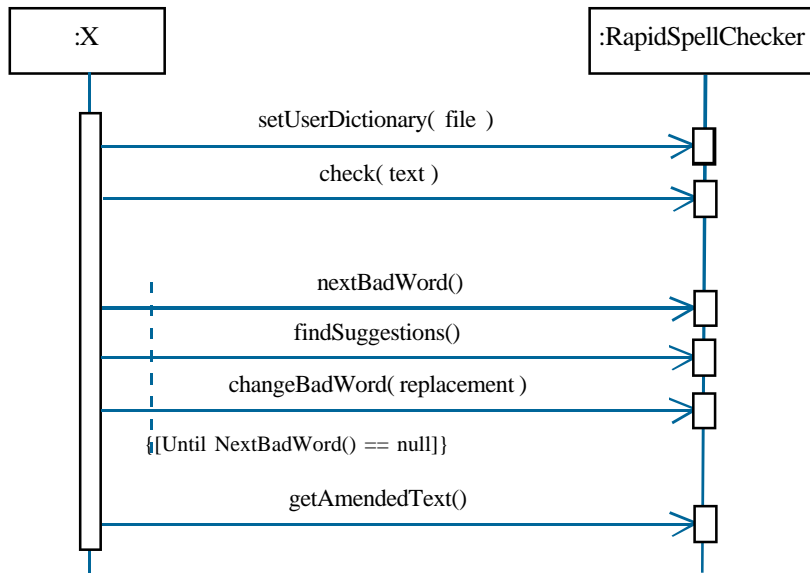 :X
:RapidSpellChecker
setUserDictionary( file )
check( text )
nextBadWord()
findSuggestions()
changeBadWord( replacement )
{[Until NextBadWord() == null]}
getAmendedText()